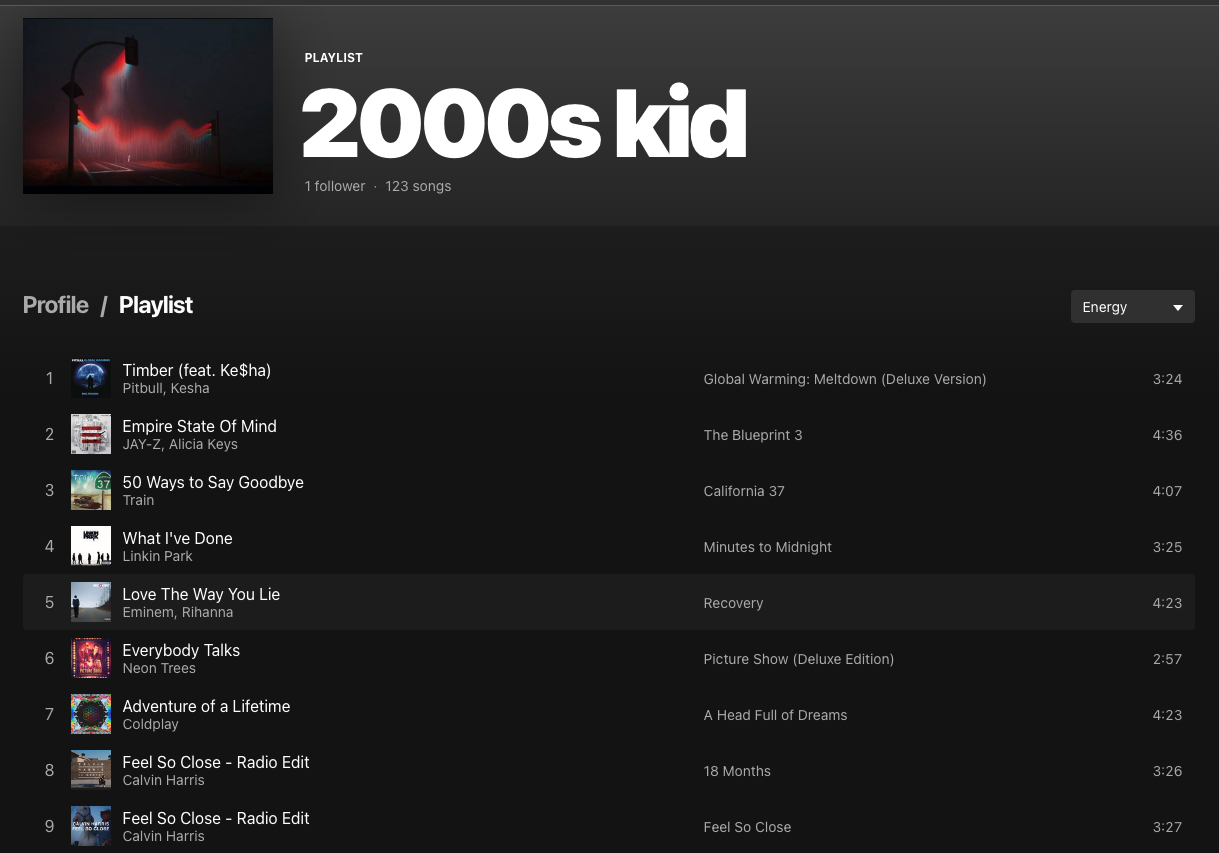 PLAYLIST
2000s kid
1 follower · 123 songs
Profile / Playlist
Energy
1 Timber (feat. Ke$ha) Global Warming: Meltdown (Deluxe Version) 3:24
Pitbull, Kesha
2 Empire State Of Mind The Blueprint 3 4:36
JAY-Z, Alicia Keys
3 50 Ways to Say Goodbye California 37 4:07
Train
4 What I've Done Minutes to Midnight 3:25
Linkin Park
5 Love The Way You Lie Recovery 4:23
Eminem, Rihanna
6 Everybody Talks Picture Show (Deluxe Edition) 2:57
Neon Trees
7 Adventure of a Lifetime A Head Full of Dreams 4:23
Coldplay
8 Feel So Close - Radio Edit 18 Months 3:26
Calvin Harris
9 Feel So Close - Radio Edit Feel So Close 3:27
Calvin Harris